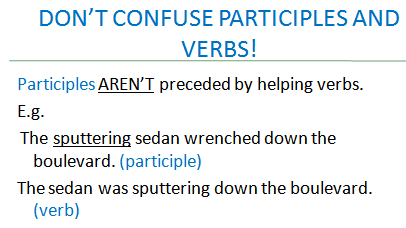 DON'T CONFUSE PARTICIPLES AND
VERBS!
Participles AREN'T preceded by helping verbs.
E.g.
The sputtering sedan wrenched down the
boulevard. (participle)
The sedan was sputtering down the boulevard.
(verb)